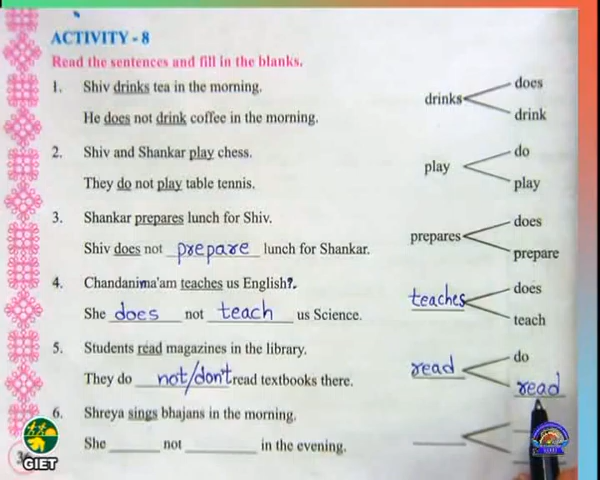 ACTIVITY - 8
Read the sentences and fill in the blanks.
1. Shiv drinks tea in the morning.
He does not drink coffee in the morning.
drinks does
drink
2. Shiv and Shankar play chess.
They do not play table tennis.
play do
play
3. Shankar prepares lunch for Shiv.
Shiv does not prepare lunch for Shankar.
prepares does
prepare
4. Chandanima'am teaches us English?.
She does not teach us Science.
teaches does
teach
5. Students read magazines in the library.
They do not/don't read textbooks there.
read do
read
6. Shreya sings bhajans in the morning.
She ______ not ________ in the evening.
GIET